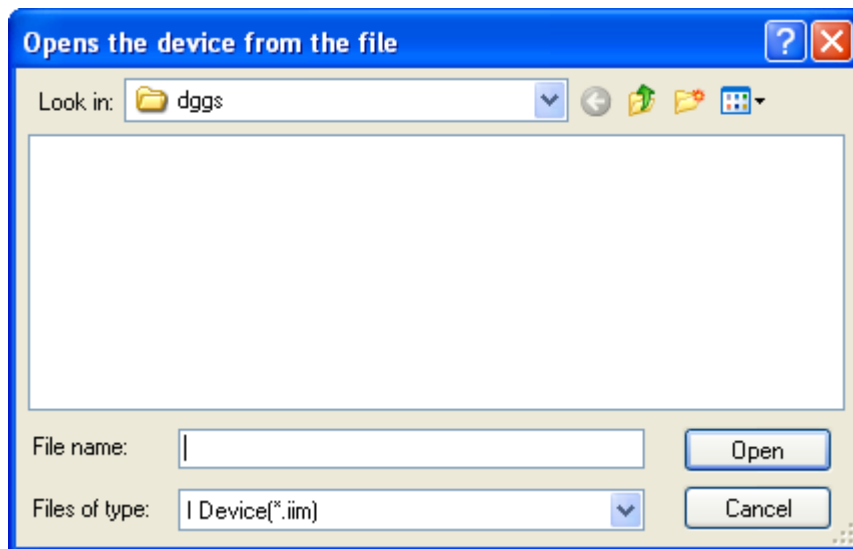 Opens the device from the file
?
Look in: dggs
File name:
Open
Files of type: I Device(*.iim)
Cancel